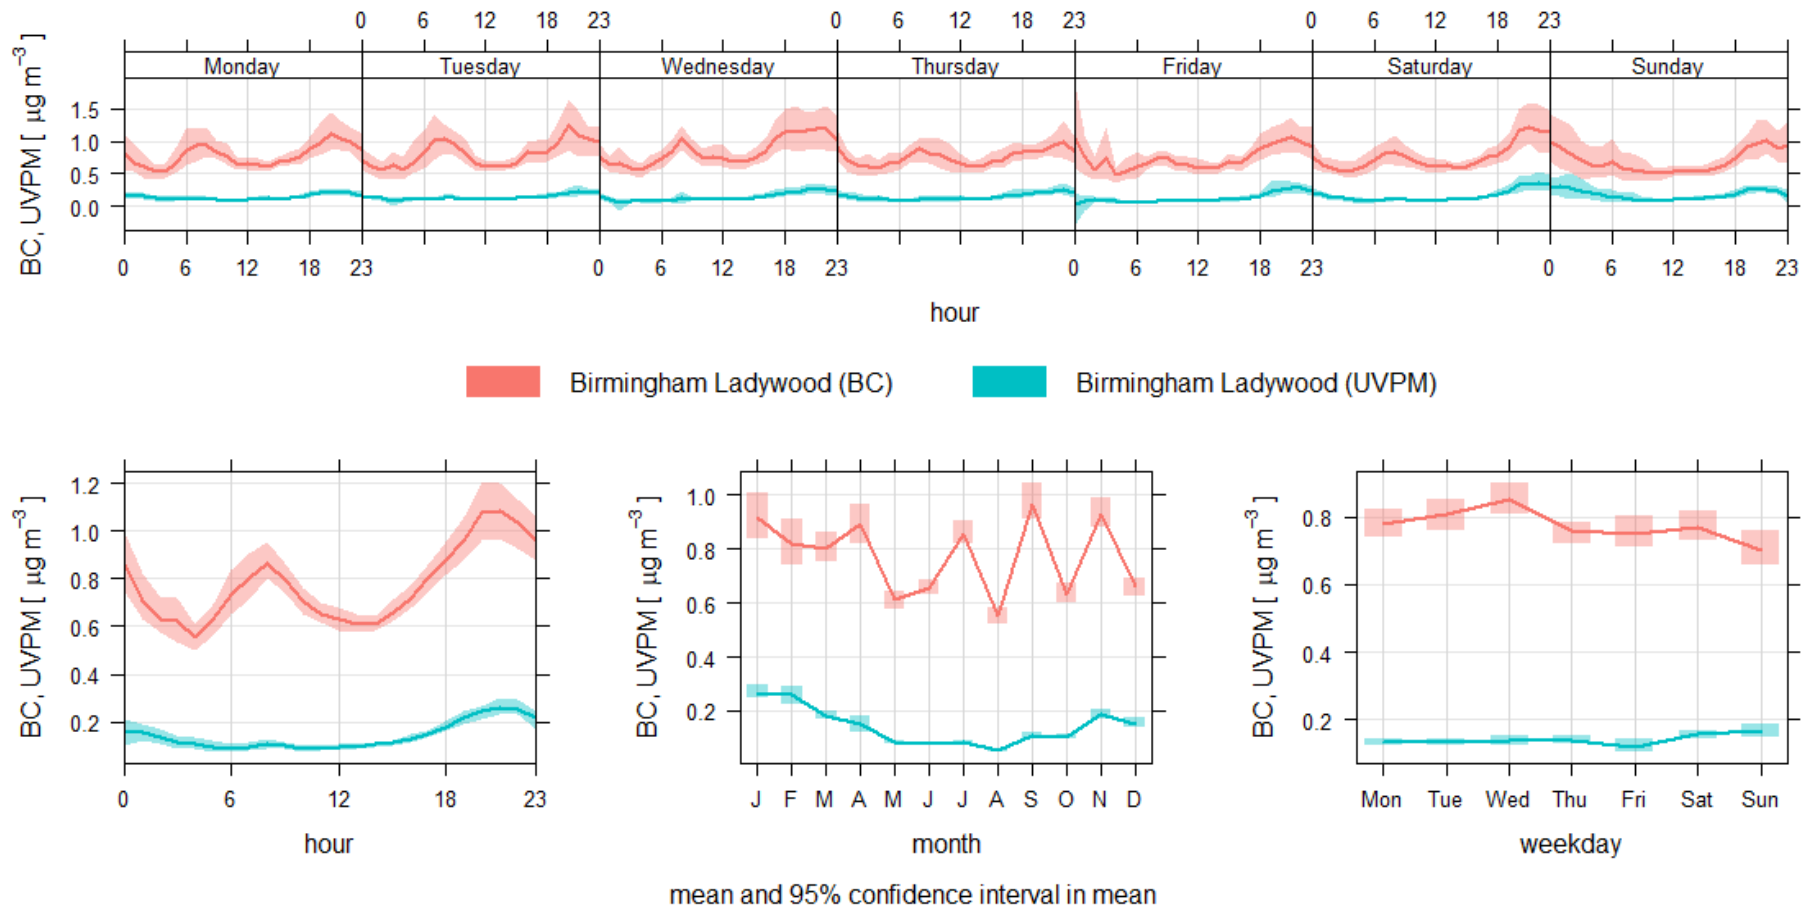 0 6 12 18 23 0 6 12 18 23 0 6 12 18 23
Monday Tuesday Wednesday Thursday Friday Saturday Sunday
BC, UVPM [ µg m⁻³ ]
1.5
1.0
0.5
0.0
0 6 12 18 23 0 6 12 18 23 0 6 12 18 23 0 6 12 18 23
hour
Birmingham Ladywood (BC) Birmingham Ladywood (UVPM)
BC, UVPM [ µg m⁻³ ]
1.2
1.0
0.8
0.6
0.4
0.2
0 6 12 18 23
hour
BC, UVPM [ µg m⁻³ ]
1.0
0.8
0.6
0.4
0.2
J F M A M J J A S O N D
month
BC, UVPM [ µg m⁻³ ]
0.8
0.6
0.4
0.2
Mon Tue Wed Thu Fri Sat Sun
weekday
mean and 95% confidence interval in mean